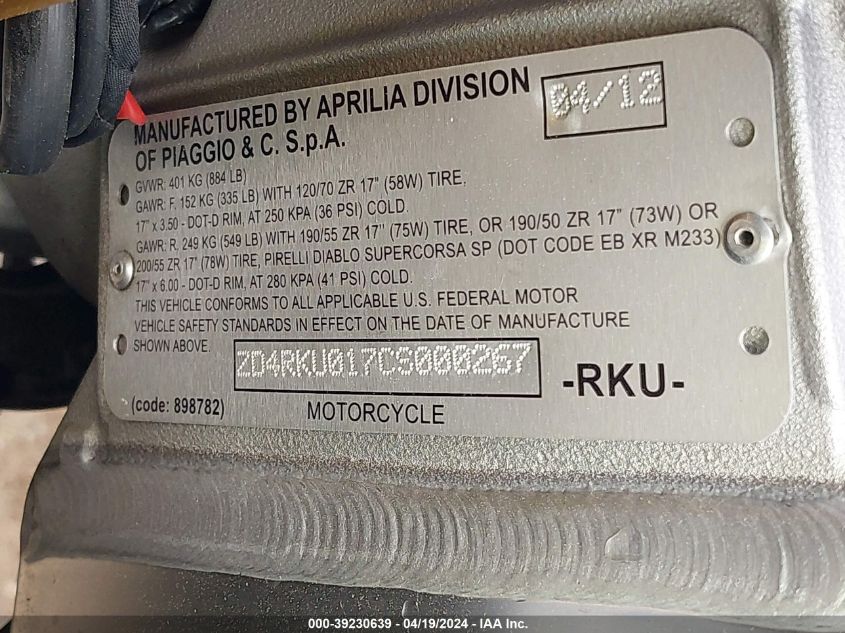 MANUFACTURED BY APRILIA DIVISION
OF PIAGGIO & C. S.p.A.
04/12
GVWR: 401 KG (884 LB)
GAWR: F. 152 KG (335 LB) WITH 120/70 ZR 17" (58W) TIRE,
17" x 3.50 - DOT-D RIM, AT 250 KPA (36 PSI) COLD.
GAWR: R. 249 KG (549 LB) WITH 190/55 ZR 17" (75W) TIRE, OR 190/50 ZR 17" (73W) OR
200/55 ZR 17" (78W) TIRE, PIRELLI DIABLO SUPERCORSA SP (DOT CODE EB XR M233)
17" x 6.00 - DOT-D RIM, AT 280 KPA (41 PSI) COLD.
THIS VEHICLE CONFORMS TO ALL APPLICABLE U.S. FEDERAL MOTOR
VEHICLE SAFETY STANDARDS IN EFFECT ON THE DATE OF MANUFACTURE
SHOWN ABOVE.
ZD4RKU017CS000267
-RKU-
(code: 898782)
MOTORCYCLE
000-39230639 - 04/19/2024 - IAA Inc.